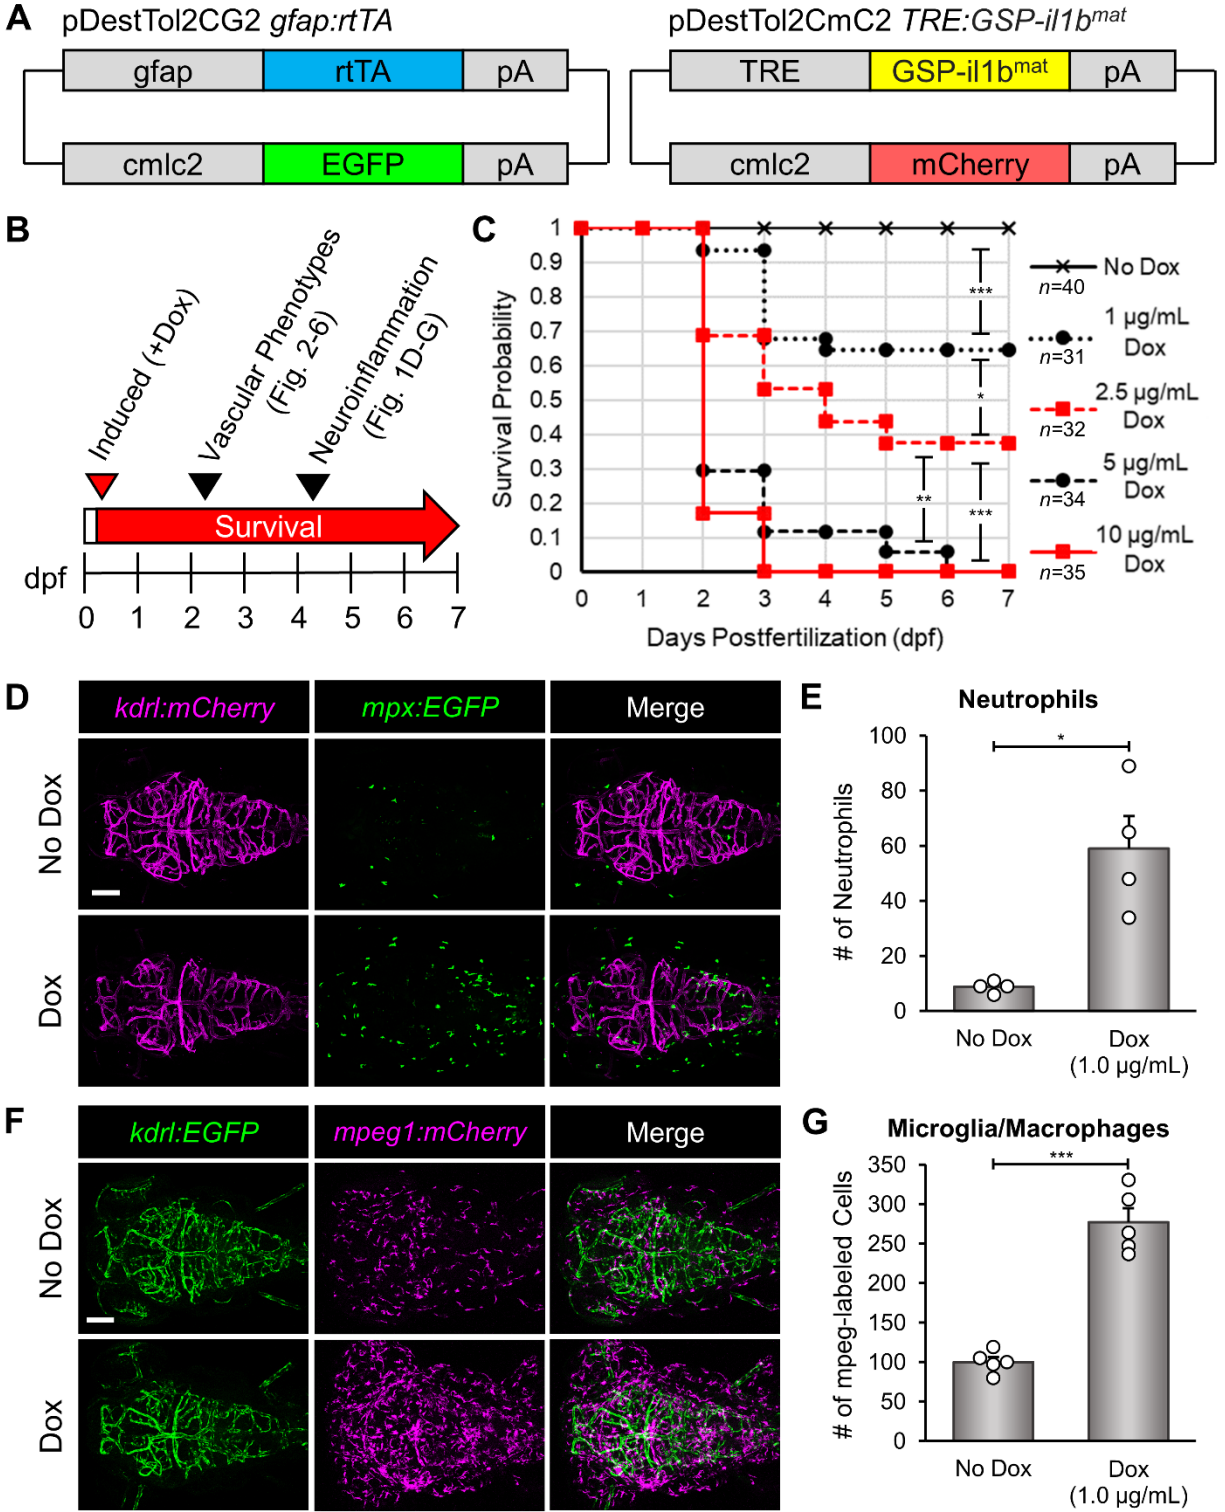 A
pDestTol2CG2 gfap:rtTA
pDestTol2CmC2 TRE:GSP-il1b^mat
gfap rtTA pA
TRE GSP-il1b^mat pA
cmlc2 EGFP pA
cmlc2 mCherry pA
B
Induced (+Dox)
Vascular Phenotypes
(Fig. 2-6)
Neuroinflammation
(Fig. 1D-G)
Survival
dpf
0 1 2 3 4 5 6 7
C
Survival Probability
1
0.9
0.8
0.7
0.6
0.5
0.4
0.3
0.2
0.1
0
0 1 2 3 4 5 6 7
Days Postfertilization (dpf)
***
*
**
***
No Dox
n=40
1 µg/mL
Dox
n=31
2.5 µg/mL
Dox
n=32
5 µg/mL
Dox
n=34
10 µg/mL
Dox
n=35
D
kdrl:mCherry mpx:EGFP Merge
No Dox
Dox
E
Neutrophils
# of Neutrophils
100
80
60
40
20
0
*
No Dox
Dox
(1.0 µg/mL)
F
kdrl:EGFP mpeg1:mCherry Merge
No Dox
Dox
G
Microglia/Macrophages
# of mpeg-labeled Cells
350
300
250
200
150
100
50
0
***
No Dox
Dox
(1.0 µg/mL)